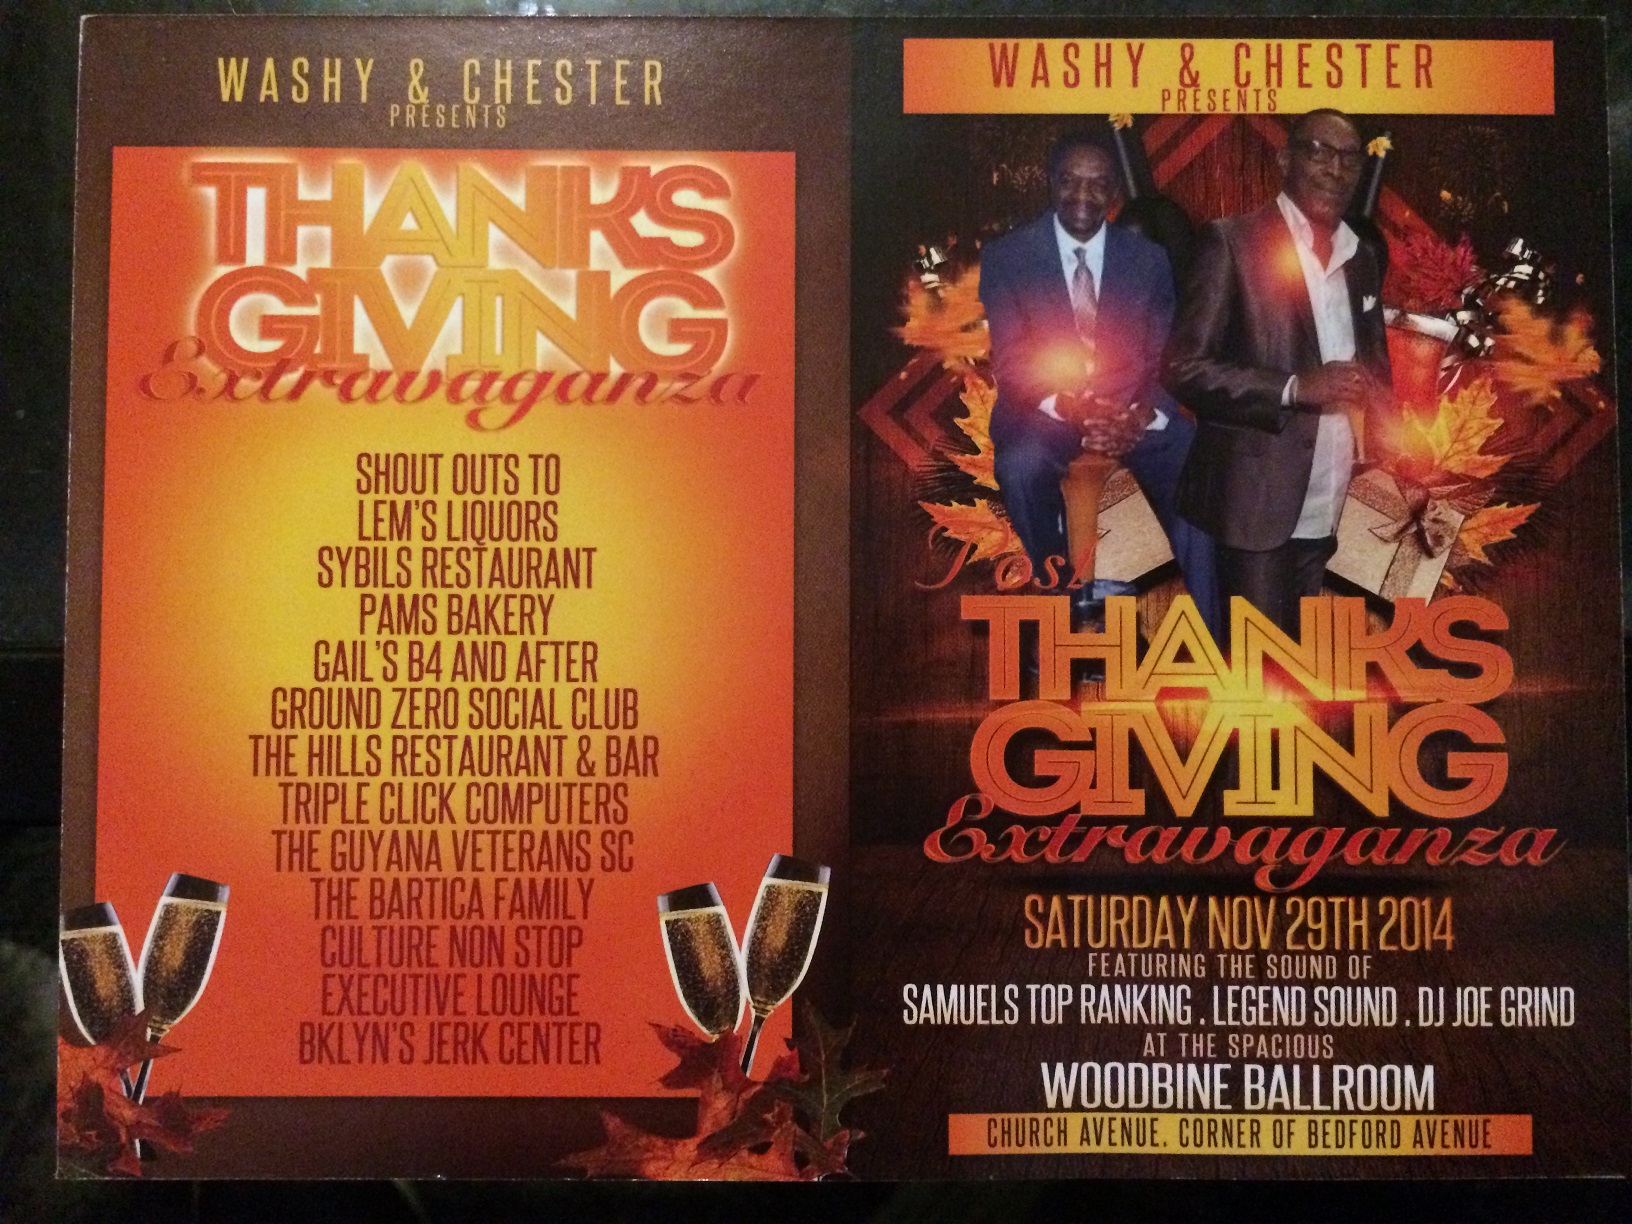 WASHY & CHESTER
PRESENTS
THANKS
GIVING
Extravaganza
SHOUT OUTS TO
LEM'S LIQUORS
SYBILS RESTAURANT
PAMS BAKERY
GAIL'S B4 AND AFTER
GROUND ZERO SOCIAL CLUB
THE HILLS RESTAURANT & BAR
TRIPLE CLICK COMPUTERS
THE GUYANA VETERANS SC
THE BARTICA FAMILY
CULTURE NON STOP
EXECUTIVE LOUNGE
BKLYN'S JERK CENTER
WASHY & CHESTER
PRESENTS
Post
THANKS
GIVING
Extravaganza
SATURDAY NOV 29TH 2014
FEATURING THE SOUND OF
SAMUELS TOP RANKING . LEGEND SOUND . DJ JOE GRIND
AT THE SPACIOUS
WOODBINE BALLROOM
CHURCH AVENUE. CORNER OF BEDFORD AVENUE